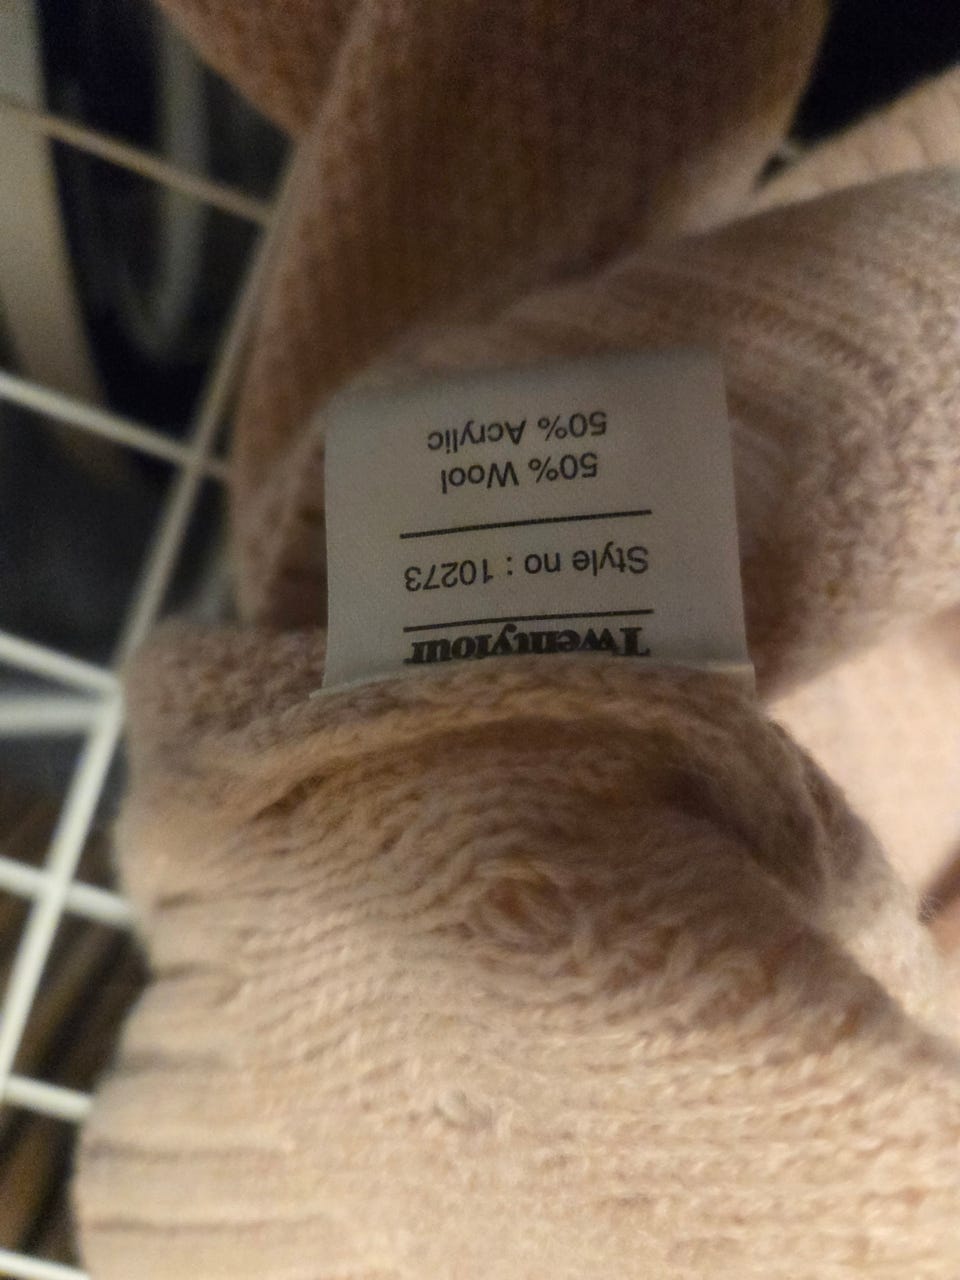 Twentyfour
Style no : 10273
50% Wool
50% Acrylic